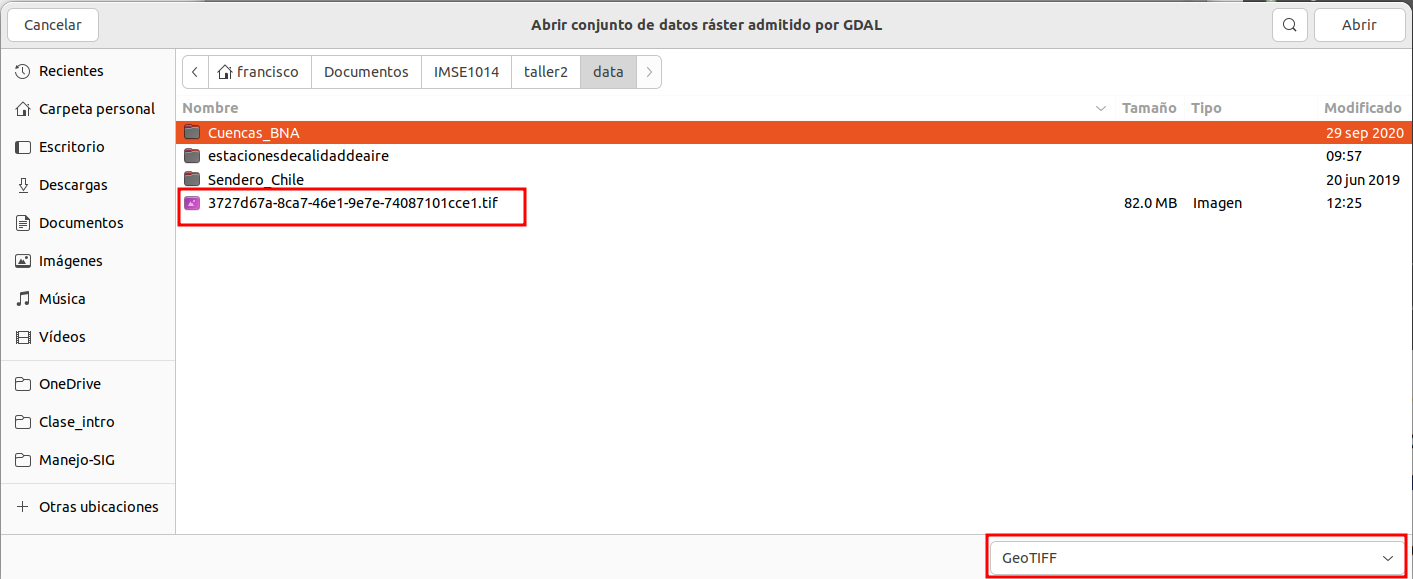 Cancelar Abrir conjunto de datos ráster admitido por GDAL Abrir
Recientes
Carpeta personal
Escritorio
Descargas
Documentos
Imágenes
Música
Vídeos
OneDrive
Clase_intro
Manejo-SIG
Otras ubicaciones
francisco Documentos IMSE1014 taller2 data
Nombre Tamaño Tipo Modificado
Cuencas_BNA 29 sep 2020
estacionesdecalidaddeaire 09:57
Sendero_Chile 20 jun 2019
3727d67a-8ca7-46e1-9e7e-74087101cce1.tif 82.0 MB Imagen 12:25
GeoTIFF